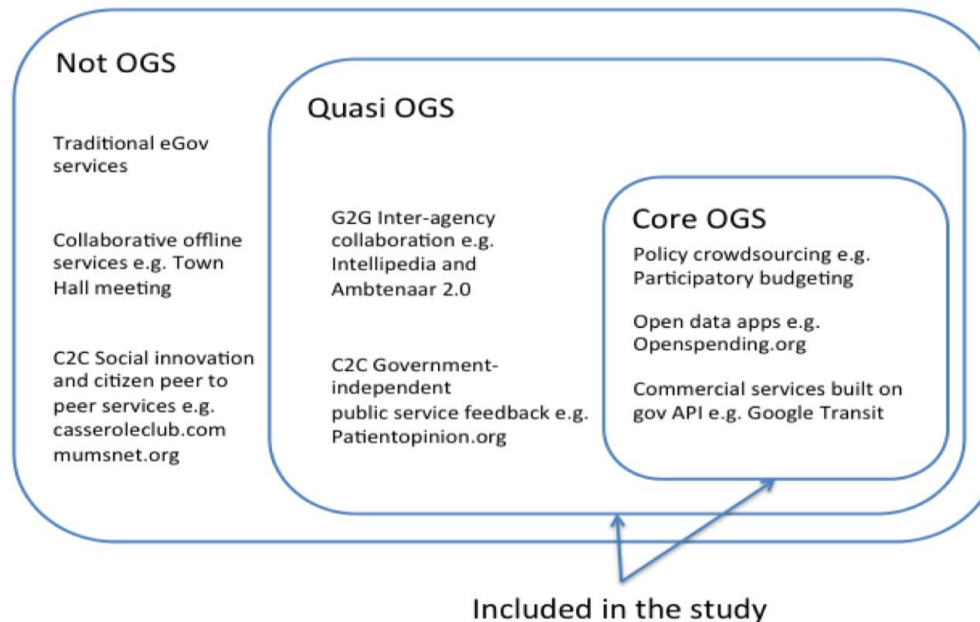 Not OGS
Traditional eGov
services
Collaborative offline
services e.g. Town
Hall meeting
C2C Social innovation
and citizen peer to
peer services e.g.
casseroleclub.com
mumsnet.org
Quasi OGS
G2G Inter-agency
collaboration e.g.
Intellipedia and
Ambtenaar 2.0
C2C Government-
independent
public service feedback e.g.
Patientopinion.org
Core OGS
Policy crowdsourcing e.g.
Participatory budgeting
Open data apps e.g.
Openspending.org
Commercial services built on
gov API e.g. Google Transit
Included in the study